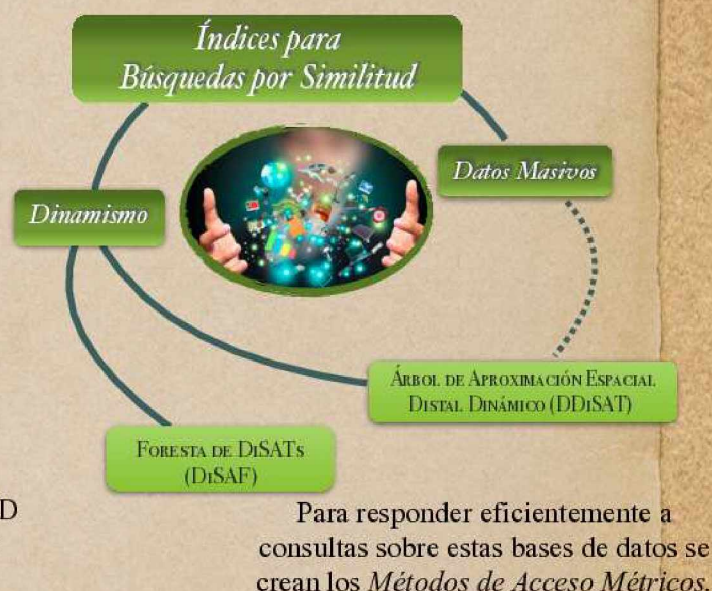 Índices para
Búsquedas por Similitud
Datos Masivos
Dinamismo
Árbol de Aproximación Espacial
Distal Dinámico (DDiSAT)
Foresta de DiSATs
(DiSAF)
D
Para responder eficientemente a
consultas sobre estas bases de datos se
crean los Métodos de Acceso Métricos.